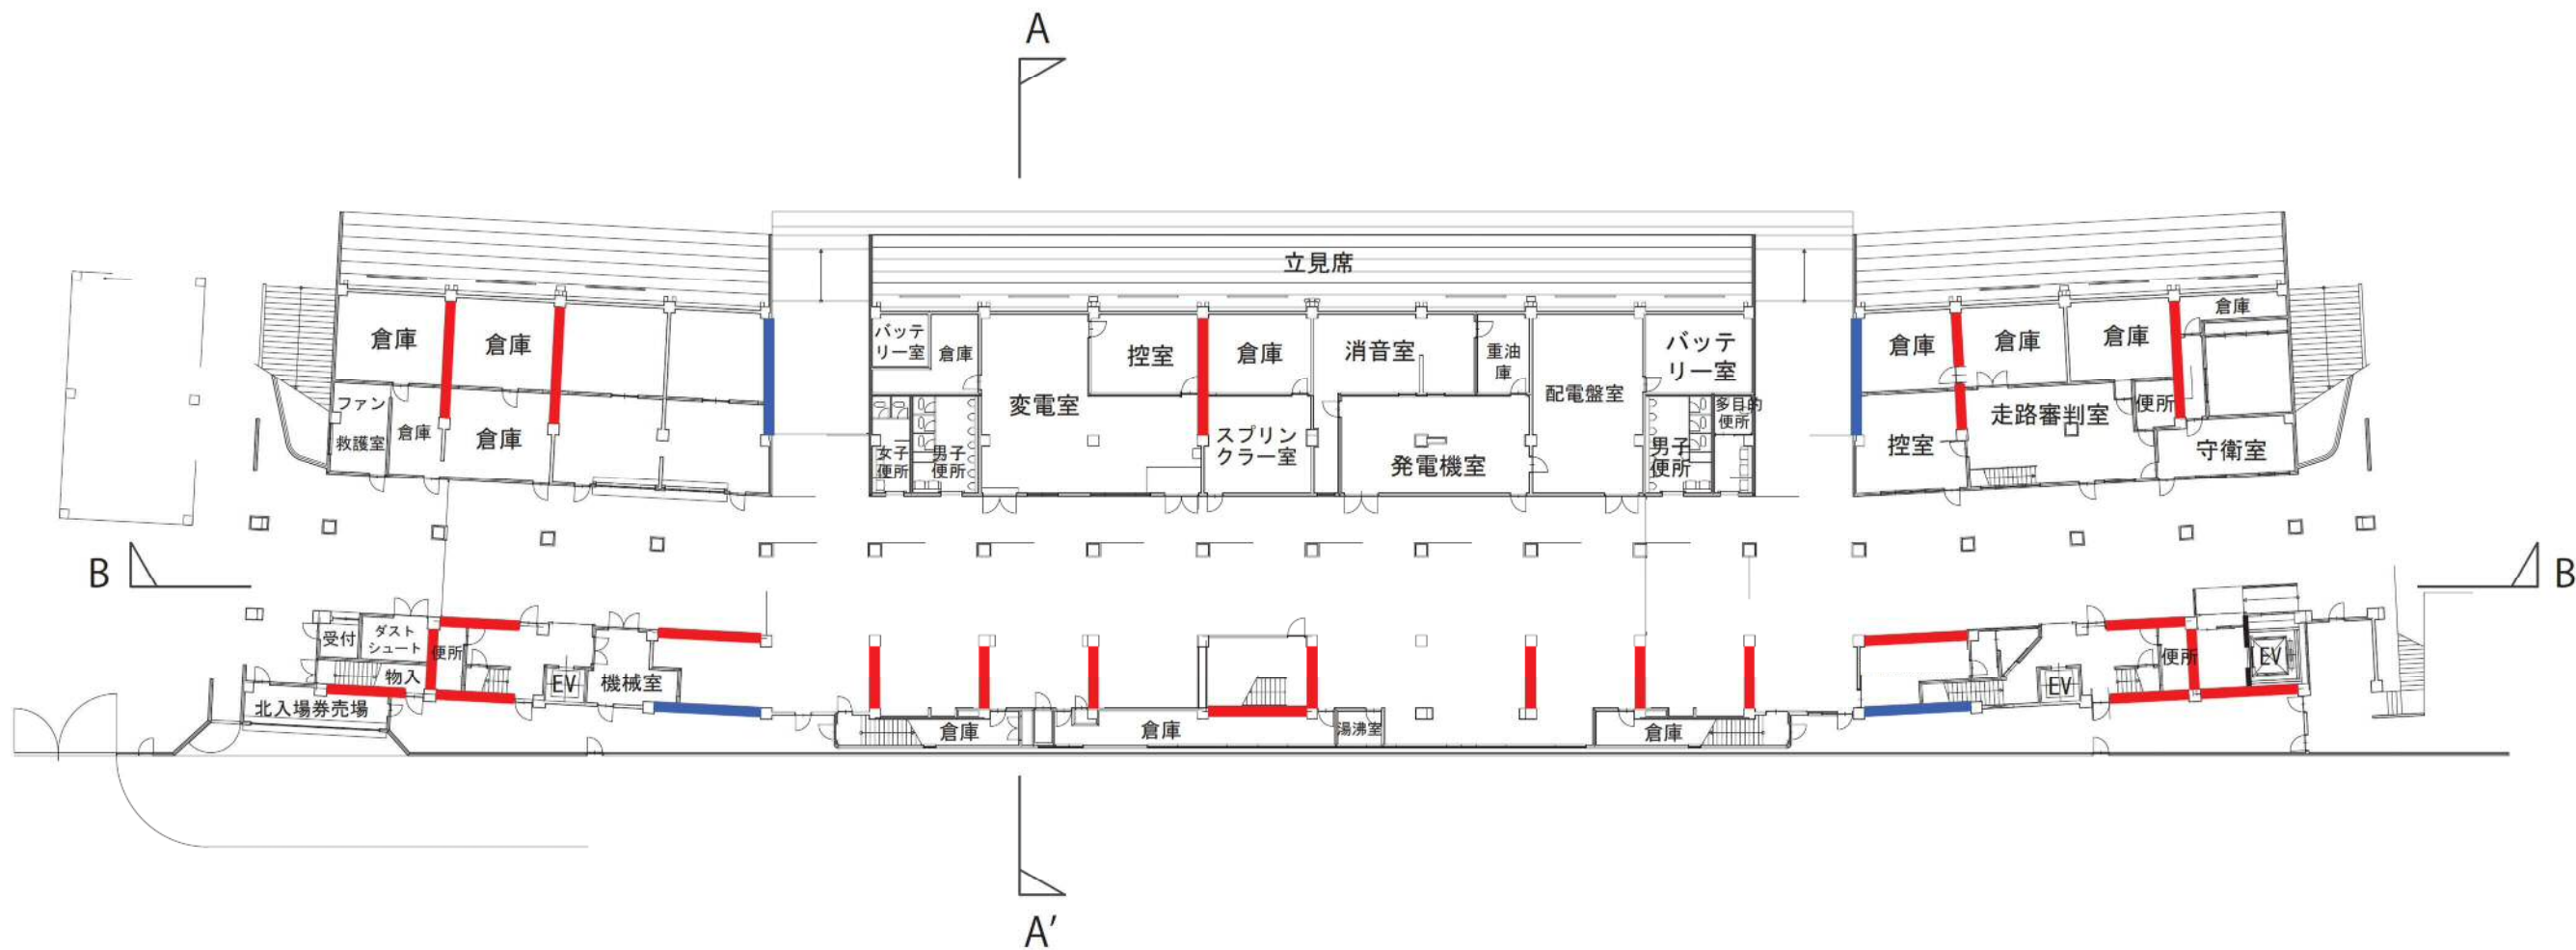 A
立見席
倉庫
倉庫
バッテ
リー室
倉庫
控室
倉庫
消音室
重油
庫
バッテ
リー室
倉庫
倉庫
倉庫
倉庫
ファン
救護室
倉庫
倉庫
変電室
スプリン
クラー室
発電機室
配電盤室
多目的
便所
控室
走路審判室
便所
守衛室
女子
便所
男子
便所
男子
便所
B
B
受付
ダスト
シュート
便所
物入
EV
機械室
北入場券売場
倉庫
倉庫
湯沸室
倉庫
EV
便所
EV
A′